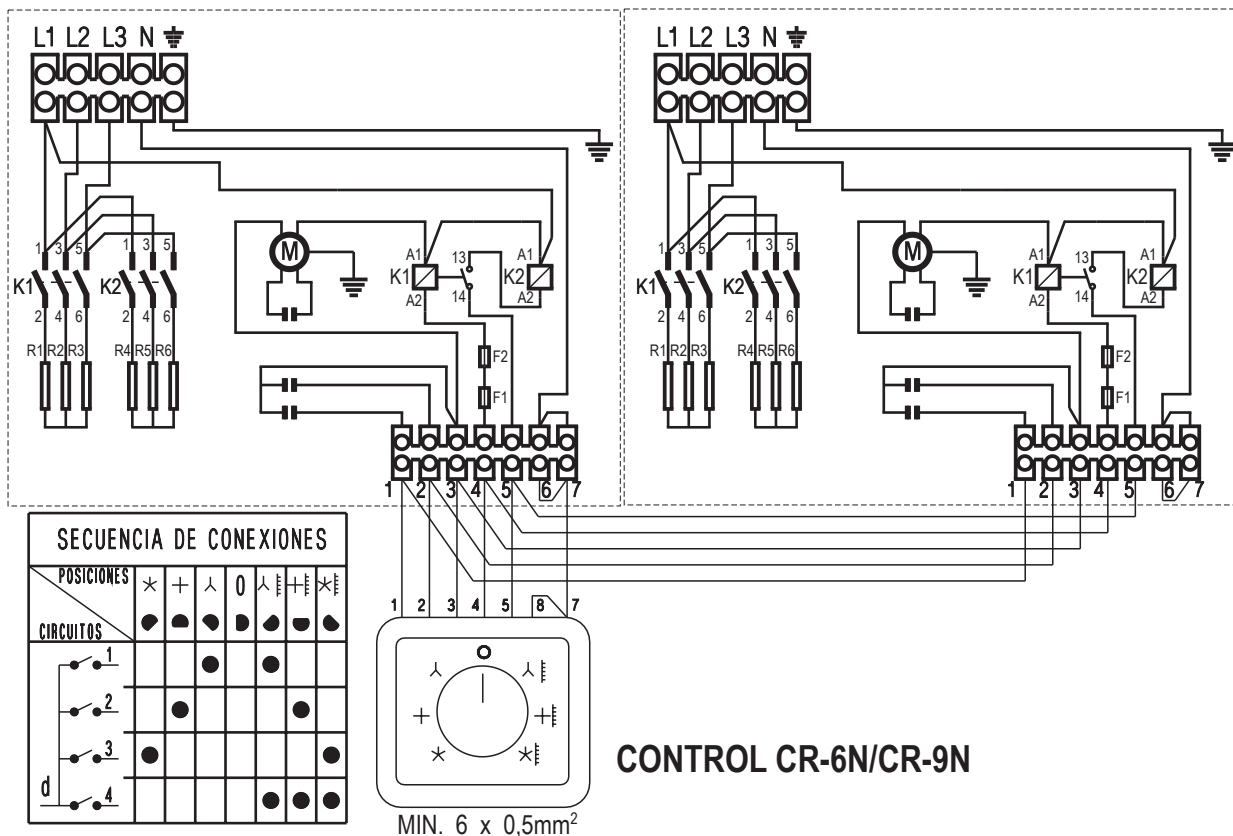 L1 L2 L3 N
L1 L2 L3 N
1 3 5 1 3 5
K1 K2
2 4 6 2 4 6
R1 R2 R3 R4 R5 R6
M
A1 13 A1
K1 K2
A2 14 A2
F2
F1
1 2 3 4 5 6 7
1 3 5 1 3 5
K1 K2
2 4 6 2 4 6
R1 R2 R3 R4 R5 R6
M
A1 13 A1
K1 K2
A2 14 A2
F2
F1
1 2 3 4 5 6 7
SECUENCIA DE CONEXIONES
POSICIONES
0
CIRCUITOS
1
2
3
d
4
1 2 3 4 5 8 7
O
CONTROL CR-6N/CR-9N
MIN. 6 x 0,5mm²